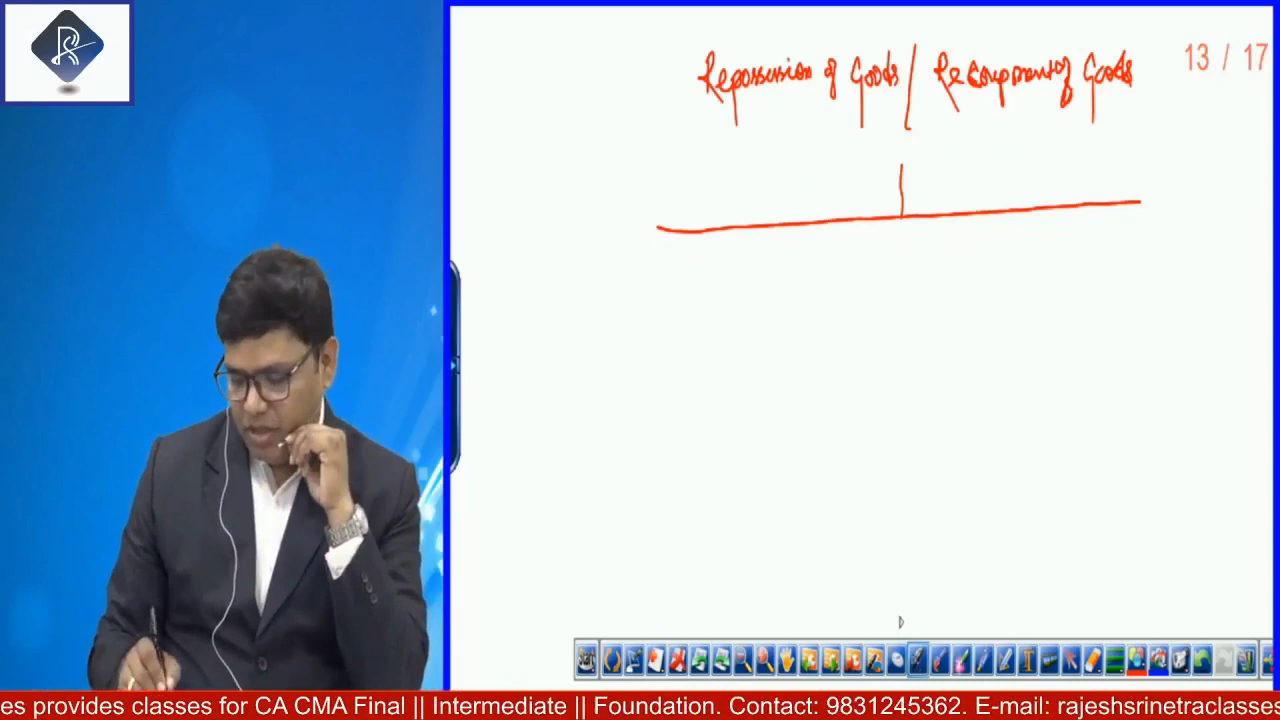 Repossession of Goods / Recoupment of Goods
13 / 17
es provides classes for CA CMA Final || Intermediate || Foundation. Contact: 9831245362. E-mail: rajeshsrinetraclasses